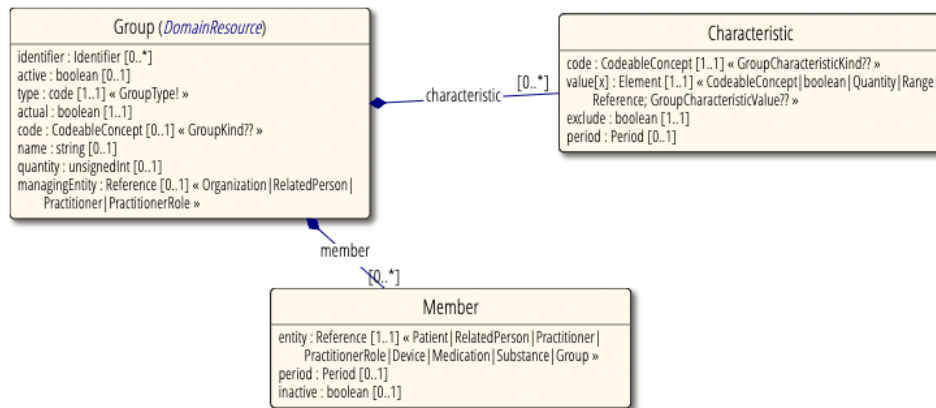 Group (DomainResource)
identifier : Identifier [0..*]
active : boolean [0..1]
type : code [1..1] « GroupType! »
actual : boolean [1..1]
code : CodeableConcept [0..1] « GroupKind?? »
name : string [0..1]
quantity : unsignedInt [0..1]
managingEntity : Reference [0..1] « Organization|RelatedPerson|
Practitioner|PractitionerRole »
characteristic
[0..*]
Characteristic
code : CodeableConcept [1..1] « GroupCharacteristicKind?? »
value[x] : Element [1..1] « CodeableConcept|boolean|Quantity|Range
Reference; GroupCharacteristicValue?? »
exclude : boolean [1..1]
period : Period [0..1]
member
[0..*]
Member
entity : Reference [1..1] « Patient|RelatedPerson|Practitioner|
PractitionerRole|Device|Medication|Substance|Group »
period : Period [0..1]
inactive : boolean [0..1]